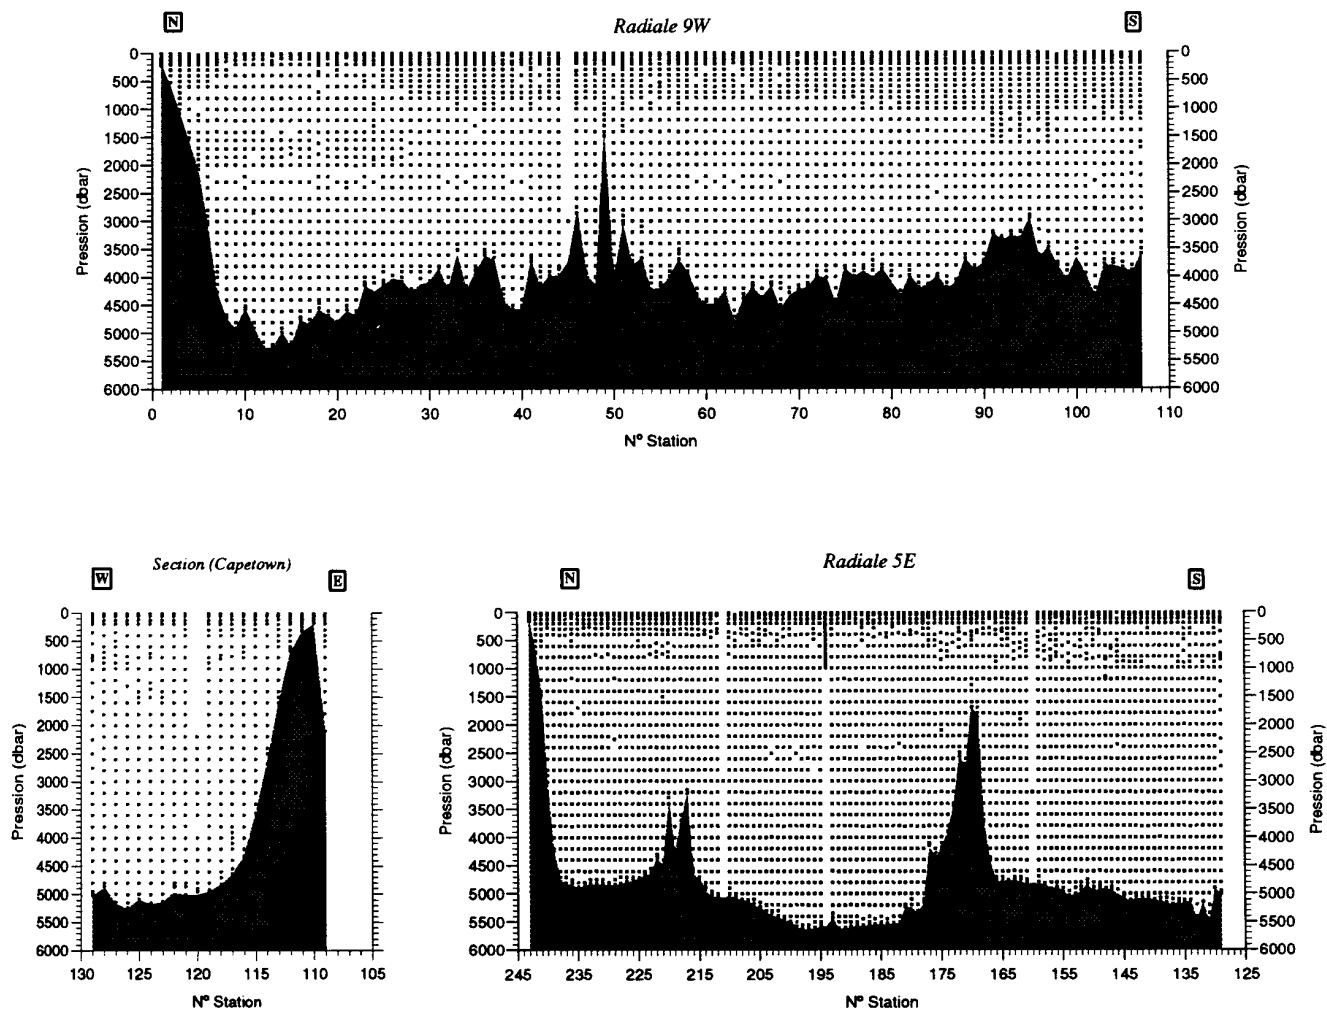 N Radiale 9W S
0 0
500 500
1000 1000
1500 1500
2000 2000
2500 2500
3000 3000
3500 3500
4000 4000
4500 4500
5000 5000
5500 5500
6000 6000
Pression (dbar) Pression (dbar)
0 10 20 30 40 50 60 70 80 90 100 110
Nº Station
Section (Capetown)
W E
0
500
1000
1500
2000
2500
3000
3500
4000
4500
5000
5500
6000
Pression (dbar)
130 125 120 115 110 105
Nº Station
Radiale 5E
N S
0 0
500 500
1000 1000
1500 1500
2000 2000
2500 2500
3000 3000
3500 3500
4000 4000
4500 4500
5000 5000
5500 5500
6000 6000
Pression (dbar) Pression (dbar)
245 235 225 215 205 195 185 175 165 155 145 135 125
Nº Station